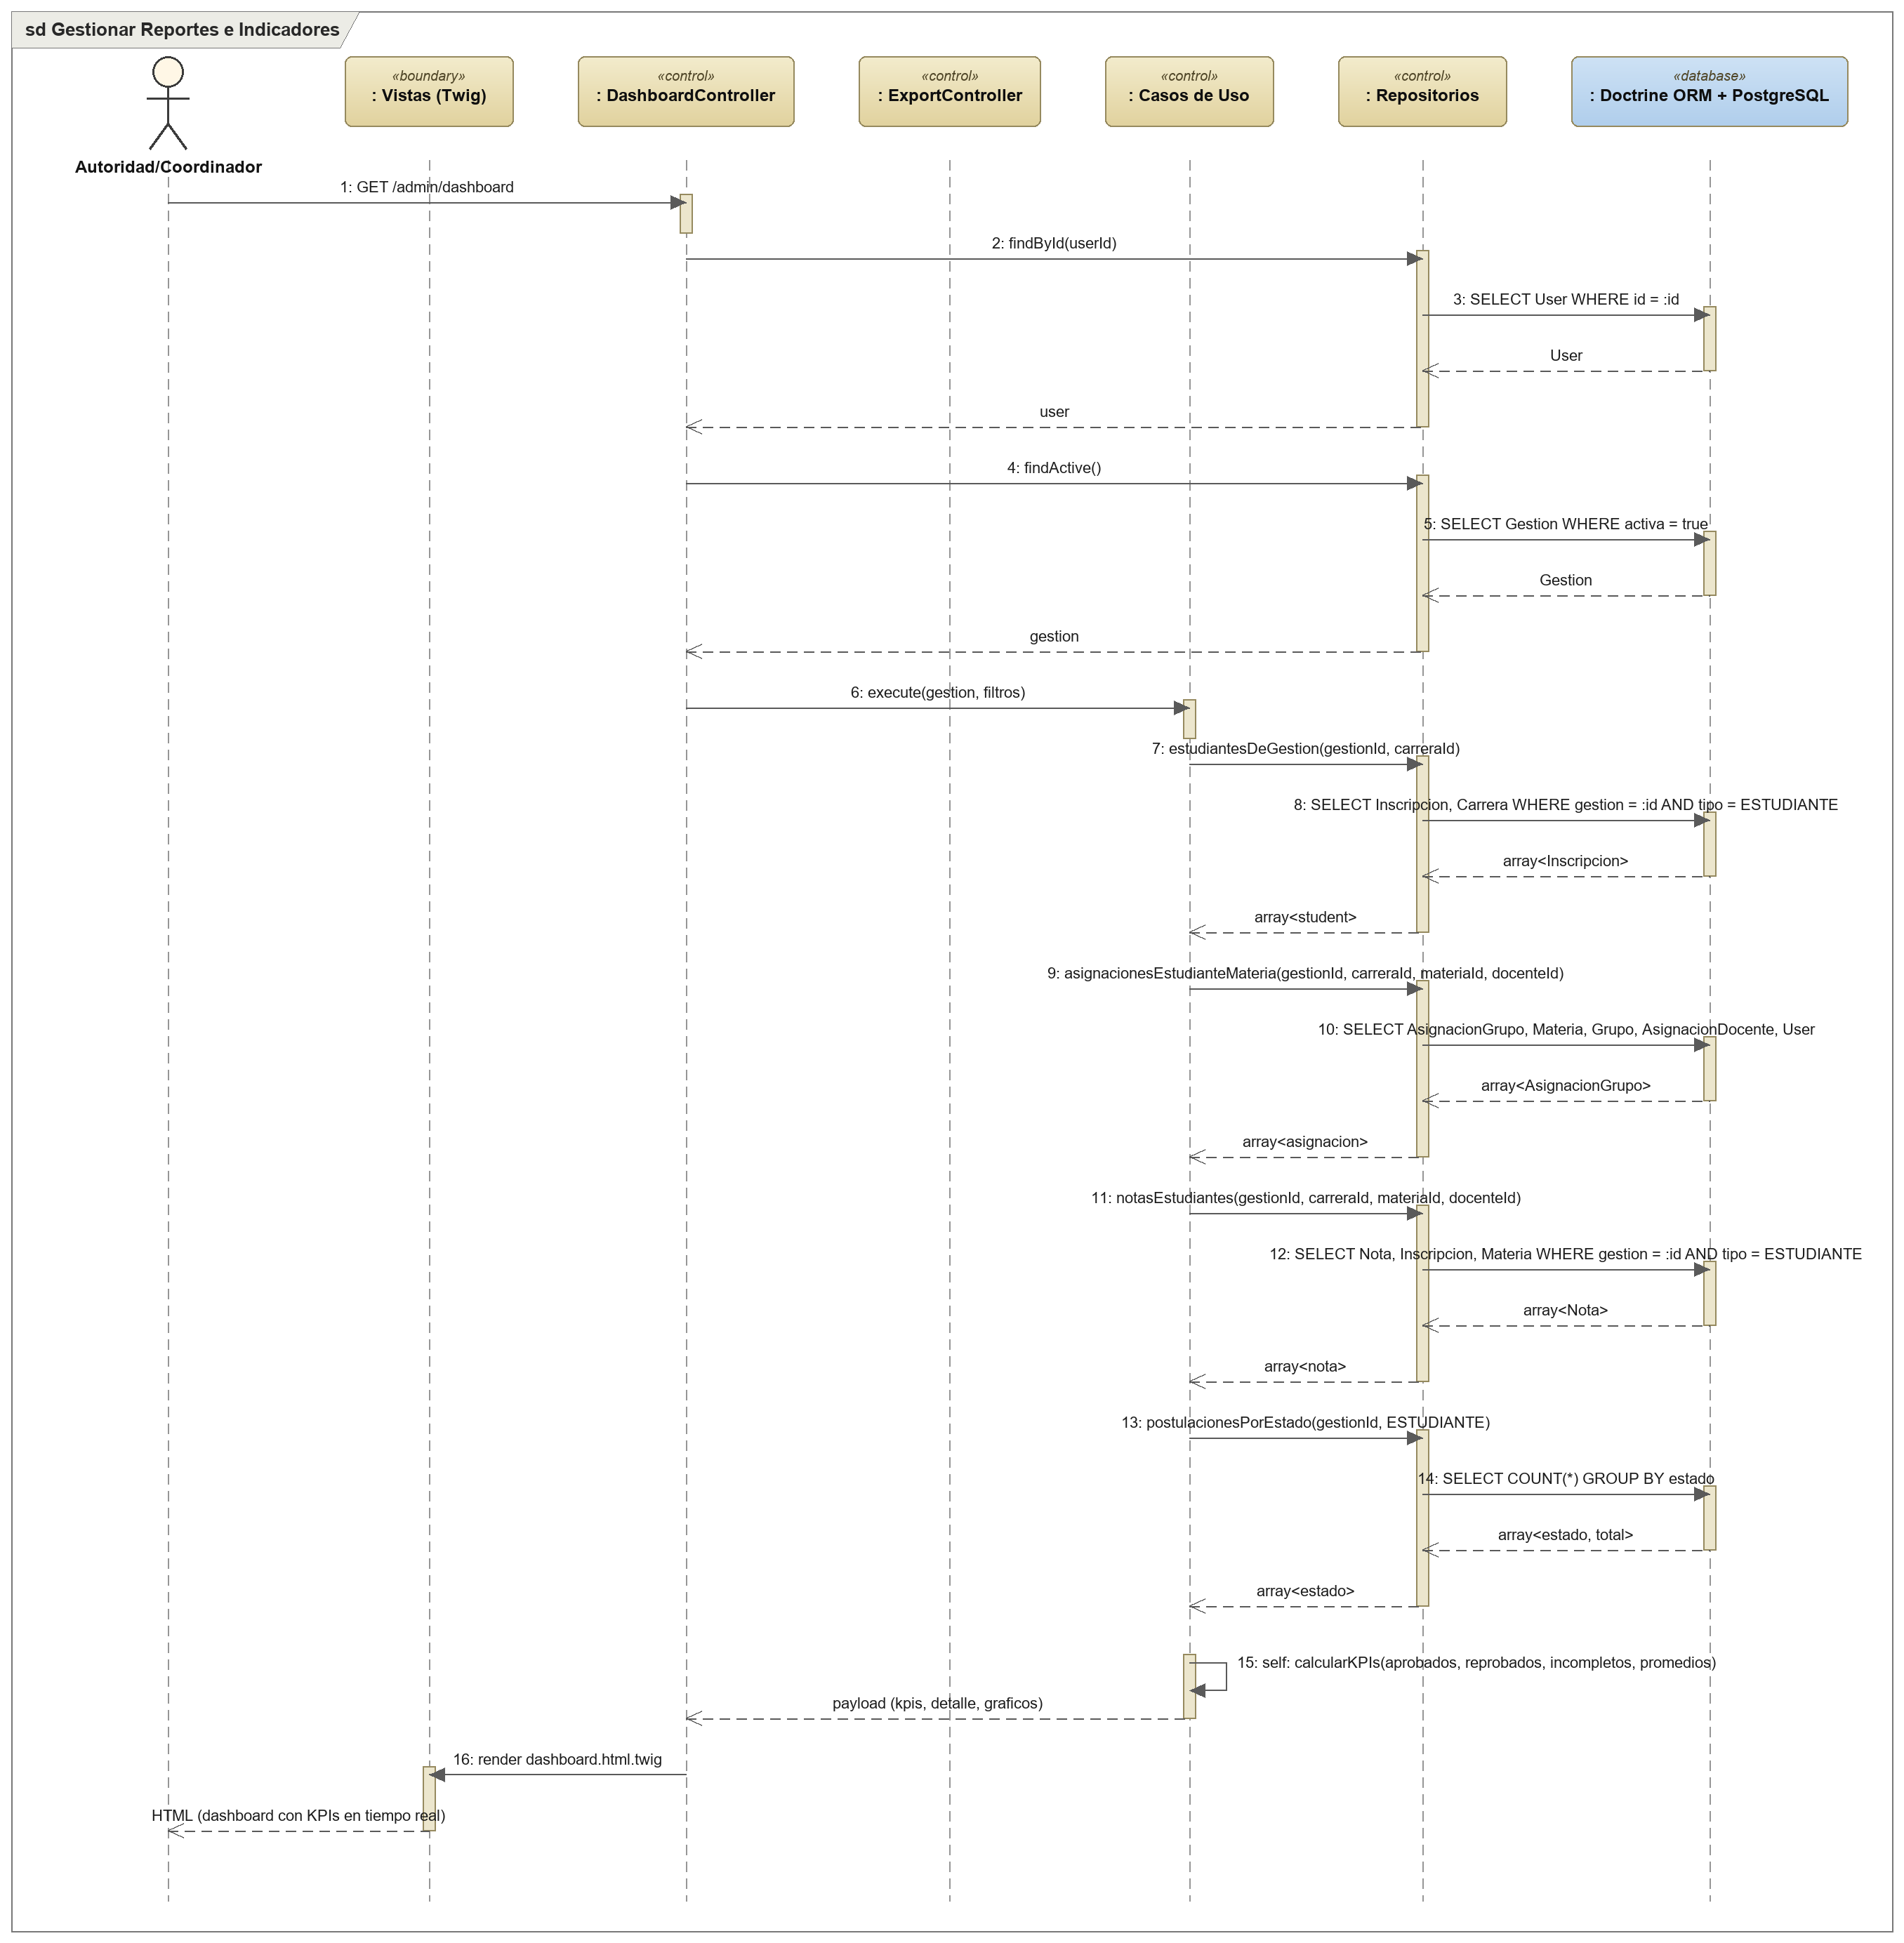 sd Gestionar Reportes e Indicadores
Autoridad/Coordinador
«boundary»
: Vistas (Twig)
«control»
: DashboardController
«control»
: ExportController
«control»
: Casos de Uso
«control»
: Repositorios
«database»
: Doctrine ORM + PostgreSQL
1: GET /admin/dashboard
2: findById(userId)
3: SELECT User WHERE id = :id
User
user
4: findActive()
5: SELECT Gestion WHERE activa = true
Gestion
gestion
6: execute(gestion, filtros)
7: estudiantesDeGestion(gestionId, carreraId)
8: SELECT Inscripcion, Carrera WHERE gestion = :id AND tipo = ESTUDIANTE
array<Inscripcion>
array<student>
9: asignacionesEstudianteMateria(gestionId, carreraId, materiaId, docenteId)
10: SELECT AsignacionGrupo, Materia, Grupo, AsignacionDocente, User
array<AsignacionGrupo>
array<asignacion>
11: notasEstudiantes(gestionId, carreraId, materiaId, docenteId)
12: SELECT Nota, Inscripcion, Materia WHERE gestion = :id AND tipo = ESTUDIANTE
array<Nota>
array<nota>
13: postulacionesPorEstado(gestionId, ESTUDIANTE)
14: SELECT COUNT(*) GROUP BY estado
array<estado, total>
array<estado>
15: self: calcularKPIs(aprobados, reprobados, incompletos, promedios)
payload (kpis, detalle, graficos)
16: render dashboard.html.twig
HTML (dashboard con KPIs en tiempo real)